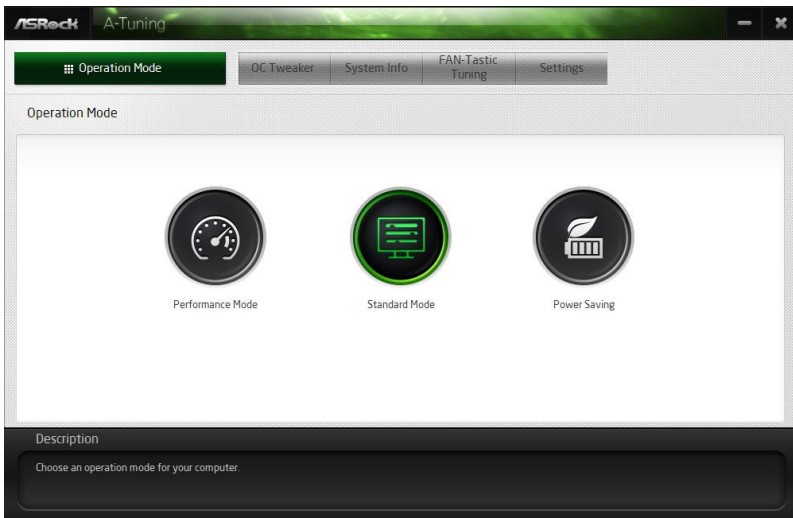 ASRock A-Tuning
Operation Mode OC Tweaker System Info FAN-Tastic Tuning Settings
Operation Mode
Performance Mode Standard Mode Power Saving
Description
Choose an operation mode for your computer.